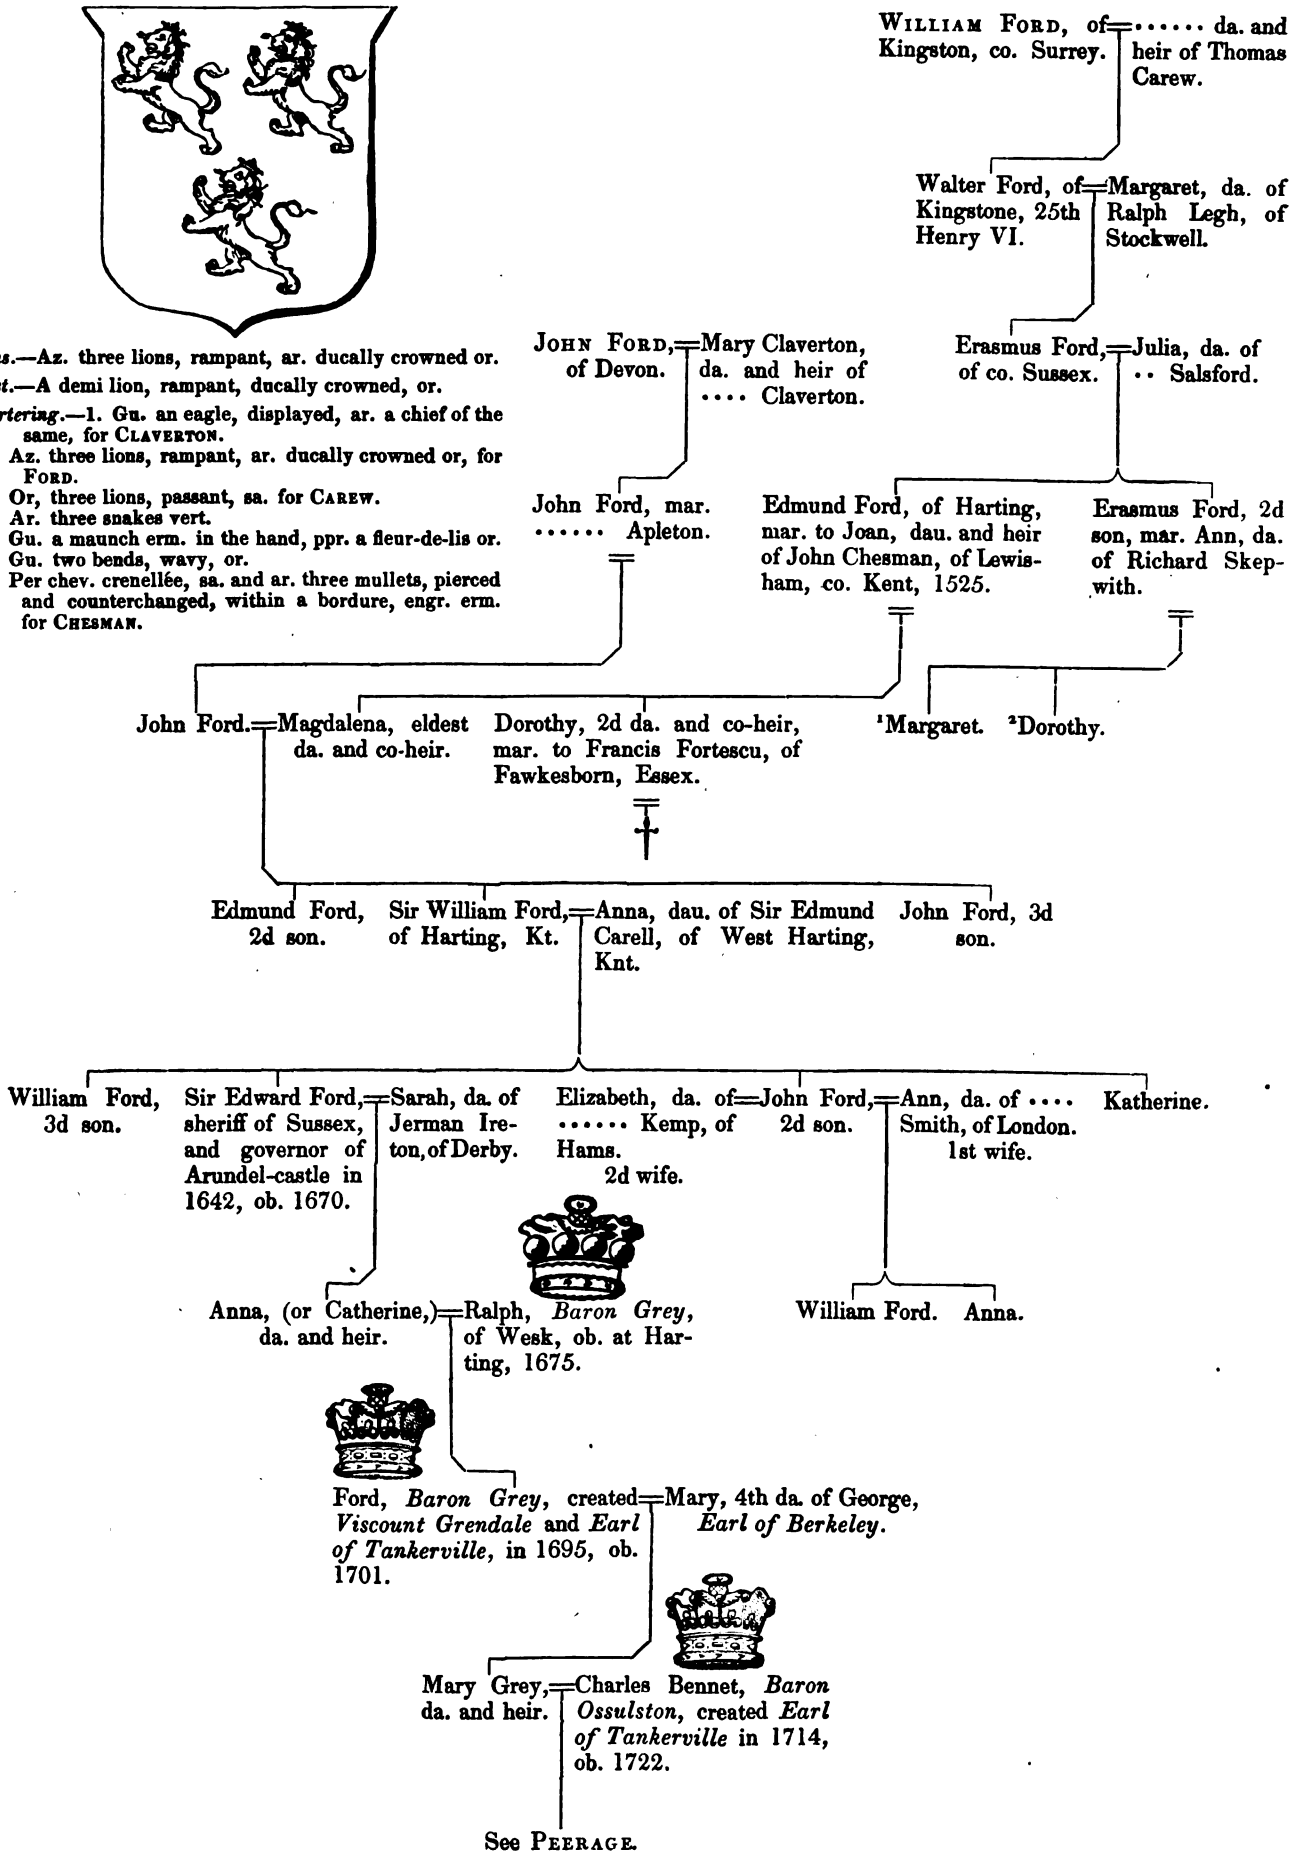 WILLIAM FORD, of
Kingston, co. Surrey.
...... da. and
heir of Thomas
Carew.
Walter Ford, of
Kingstone, 25th
Henry VI.
Margaret, da. of
Ralph Legh, of
Stockwell.
JOHN FORD,
of Devon.
Mary Claverton,
da. and heir of
.... Claverton.
Erasmus Ford,
of co. Sussex.
Julia, da. of
.. Salsford.
s.—Az. three lions, rampant, ar. ducally crowned or.
t.—A demi lion, rampant, ducally crowned, or.
rtering.—1. Gu. an eagle, displayed, ar. a chief of the
same, for CLAVERTON.
Az. three lions, rampant, ar. ducally crowned or, for
FORD.
Or, three lions, passant, sa. for CAREW.
Ar. three snakes vert.
Gu. a maunch erm. in the hand, ppr. a fleur-de-lis or.
Gu. two bends, wavy, or.
Per chev. crenellée, sa. and ar. three mullets, pierced
and counterchanged, within a bordure, engr. erm.
for CHESMAN.
John Ford, mar.
...... Apleton.
Edmund Ford, of Harting,
mar. to Joan, dau. and heir
of John Chesman, of Lewis-
ham, co. Kent, 1525.
Erasmus Ford, 2d
son, mar. Ann, da.
of Richard Skep-
with.
John Ford.
Magdalena, eldest
da. and co-heir.
Dorothy, 2d da. and co-heir,
mar. to Francis Fortescu, of
Fawkesborn, Essex.
¹Margaret.
²Dorothy.
Edmund Ford,
2d son.
Sir William Ford,
of Harting, Kt.
Anna, dau. of Sir Edmund
Carell, of West Harting,
Knt.
John Ford, 3d
son.
William Ford,
3d son.
Sir Edward Ford,
sheriff of Sussex,
and governor of
Arundel-castle in
1642, ob. 1670.
Sarah, da. of
Jerman Ire-
ton, of Derby.
Elizabeth, da. of
...... Kemp, of
Hams.
2d wife.
John Ford,
2d son.
Ann, da. of ....
Smith, of London.
1st wife.
Katherine.
Anna, (or Catherine,)
da. and heir.
Ralph, Baron Grey,
of Wesk, ob. at Har-
ting, 1675.
William Ford.
Anna.
Ford, Baron Grey, created
Viscount Grendale and Earl
of Tankerville, in 1695, ob.
1701.
Mary, 4th da. of George,
Earl of Berkeley.
Mary Grey,
da. and heir.
Charles Bennet, Baron
Ossulston, created Earl
of Tankerville in 1714,
ob. 1722.
See PEERAGE.